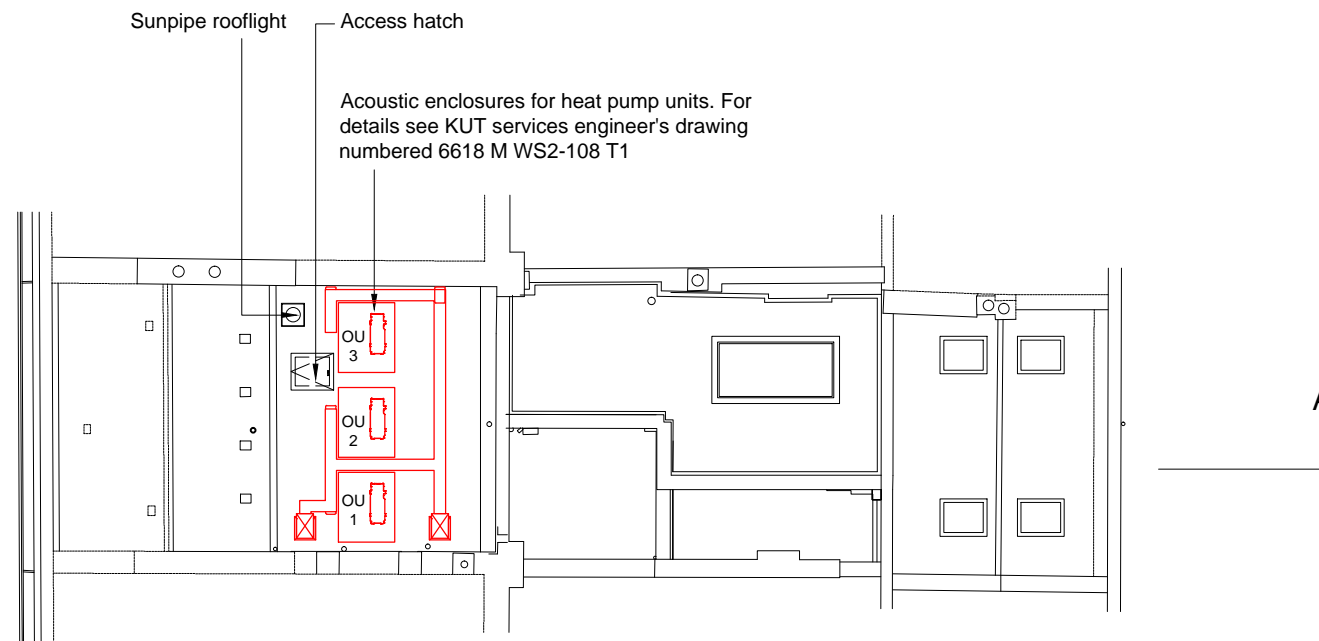 Sunpipe rooflight
Access hatch
Acoustic enclosures for heat pump units. For
details see KUT services engineer's drawing
numbered 6618 M WS2-108 T1
OU
3
OU
2
OU
1
A